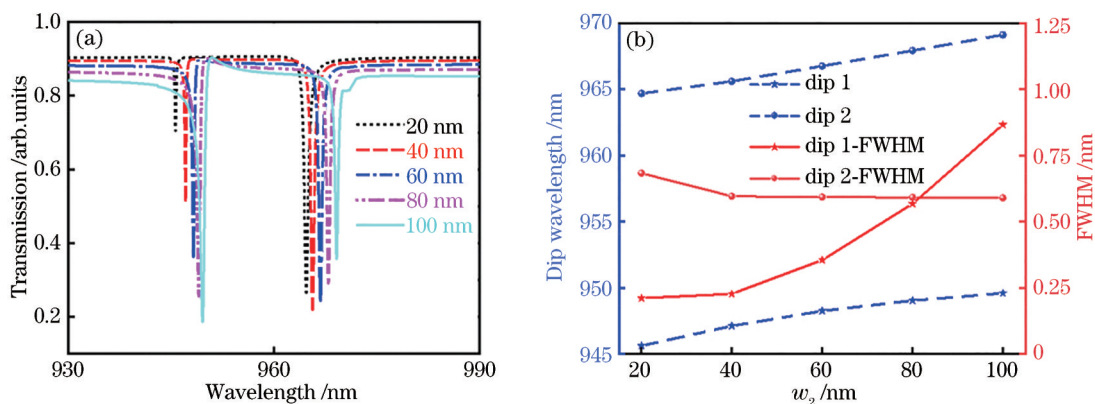 (a)
Transmission /arb.units
1.0
0.8
0.6
0.4
0.2
20 nm
40 nm
60 nm
80 nm
100 nm
930
960
990
Wavelength /nm
(b)
Dip wavelength/nm
970
965
960
955
950
945
dip 1
dip 2
dip 1-FWHM
dip 2-FWHM
1.25
1.00
0.75
0.50
0.25
0
FWHM /nm
20
40
60
80
100